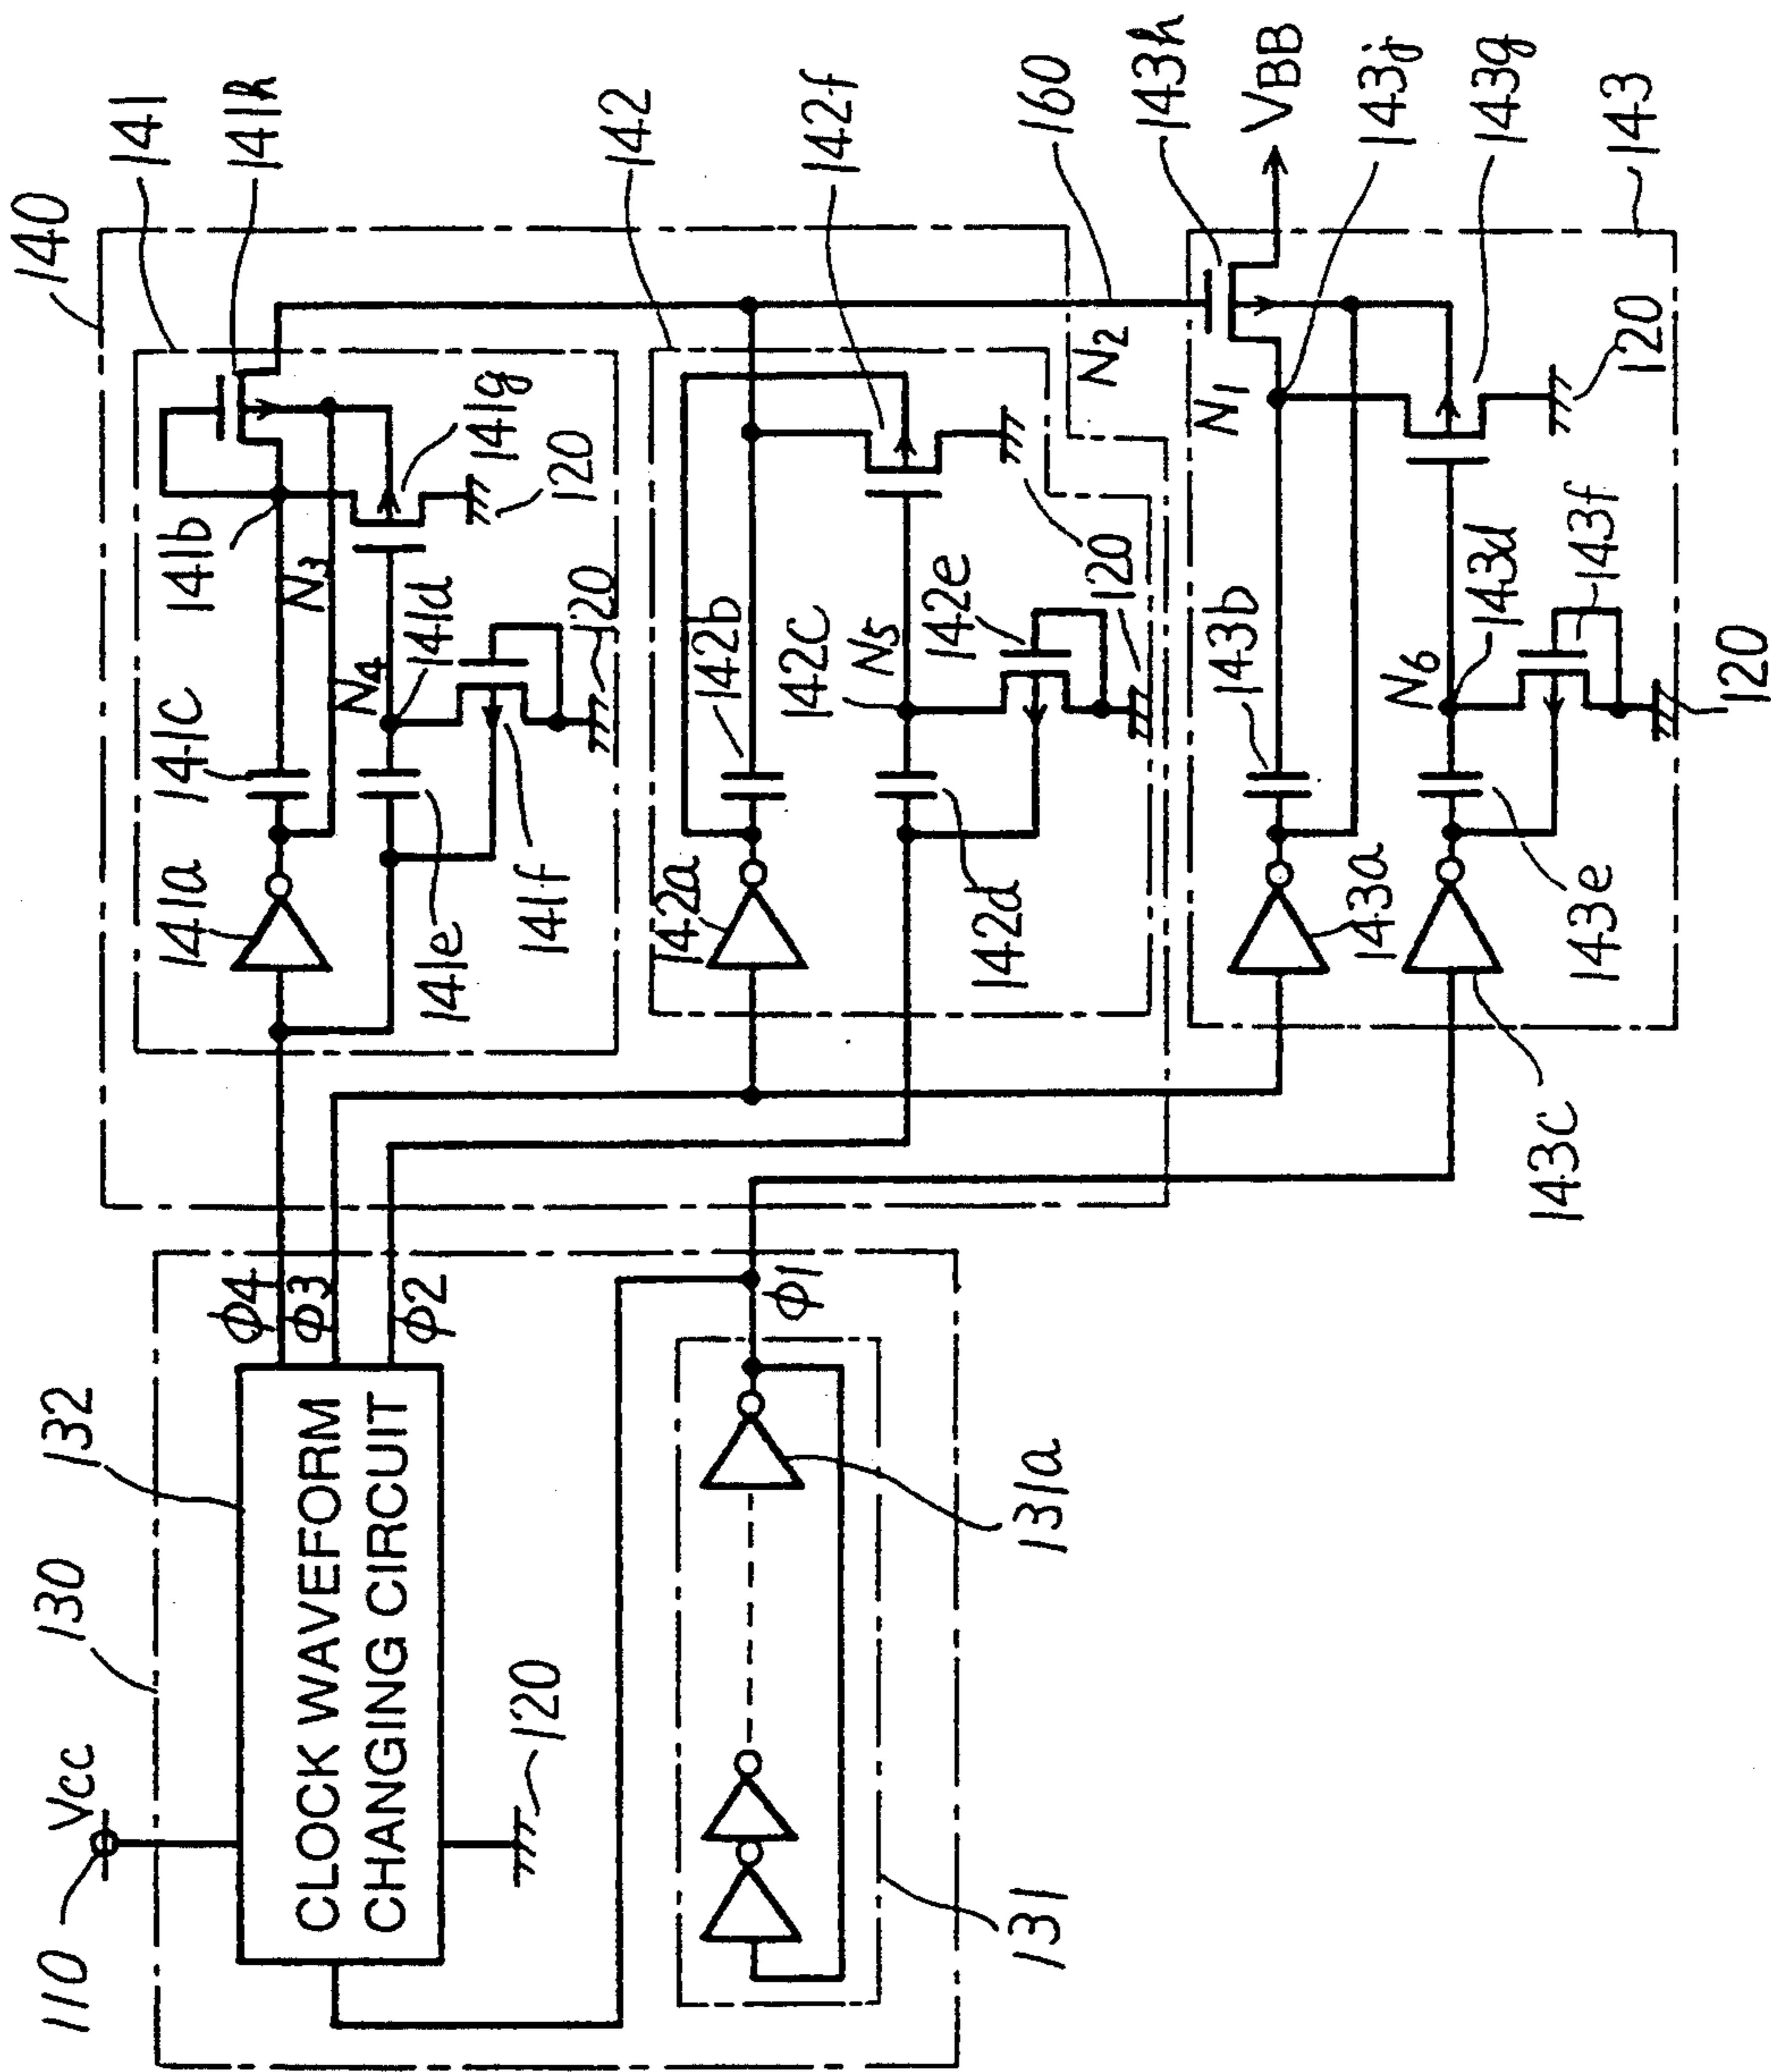 110
Vcc
130
132
CLOCK WAVEFORM
CHANGING CIRCUIT
120
Φ4
Φ3
Φ2
Φ1
131a
131
140
141
141h
141a
141c
141b
N3
N4
141d
141g
120
141e
141f
120
142
142f
142a
142b
142c
N5
142e
142d
120
N2
160
143h
VBB
N1
143j
143g
120
143
143b
143a
N6
143d
143f
143e
143c
120